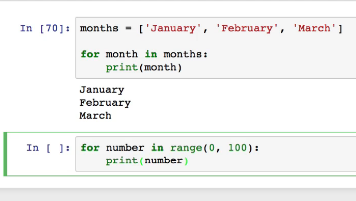 In [70]: months = ['January', 'February', 'March']
for month in months:
    print(month)
January
February
March
In [ ]: for number in range(0, 100):
    print(number)